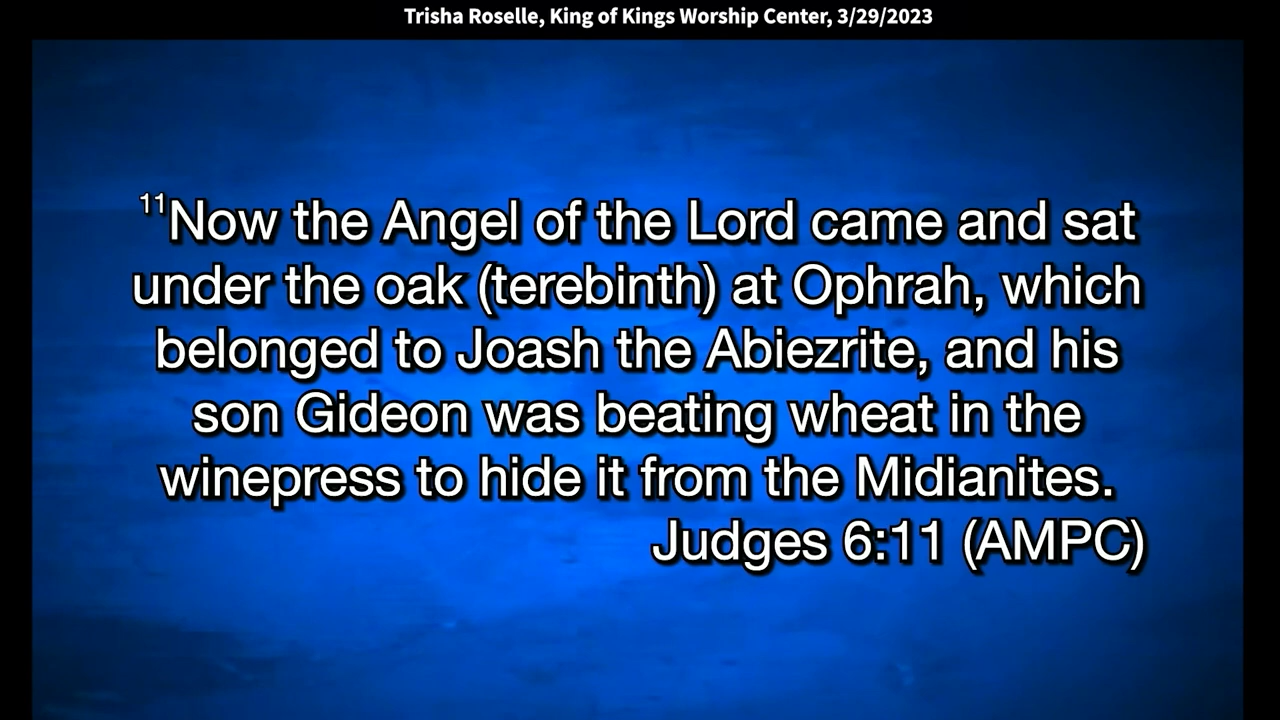 Trisha Roselle, King of Kings Worship Center, 3/29/2023
11Now the Angel of the Lord came and sat
under the oak (terebinth) at Ophrah, which
belonged to Joash the Abiezrite, and his
son Gideon was beating wheat in the
winepress to hide it from the Midianites.
Judges 6:11 (AMPC)